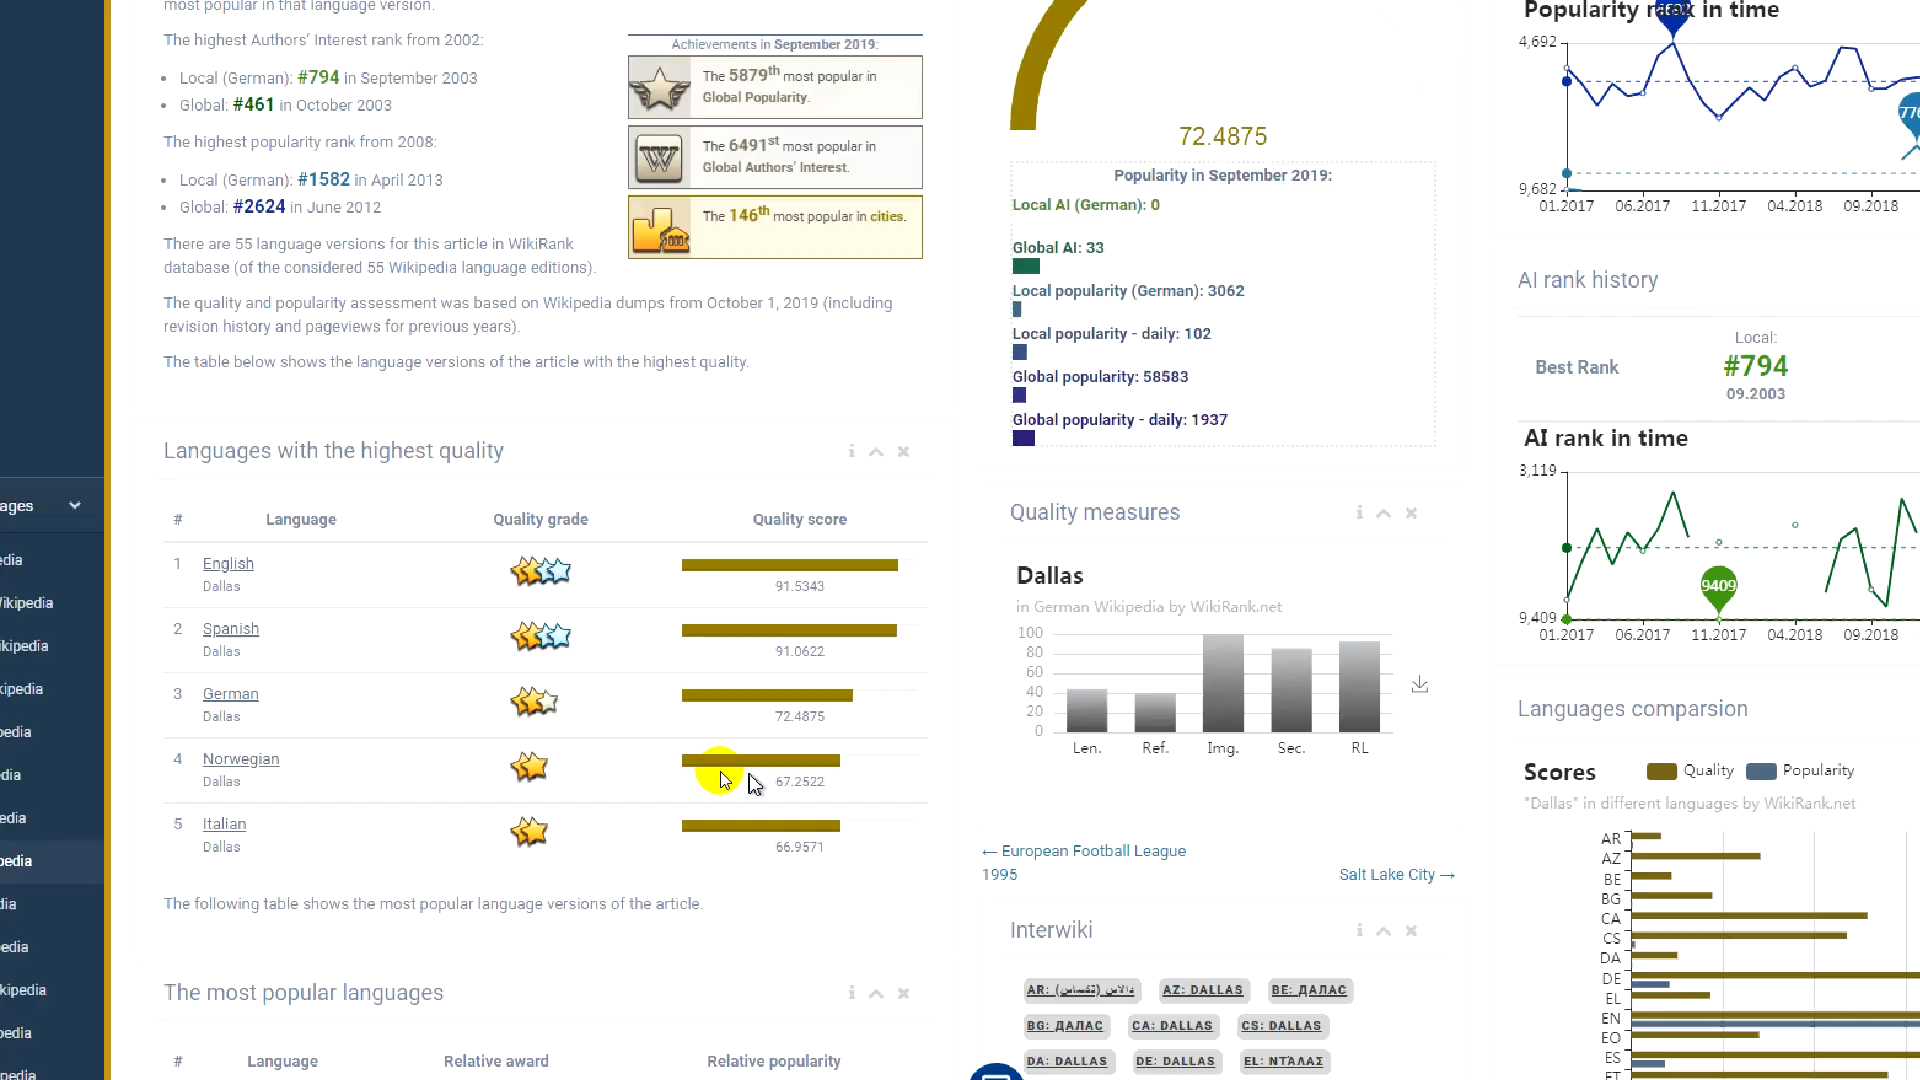 most popular in that language version.
The highest Authors' Interest rank from 2002:
Local (German): #794 in September 2003
Global: #461 in October 2003
The highest popularity rank from 2008:
Local (German): #1582 in April 2013
Global: #2624 in June 2012
There are 55 language versions for this article in WikiRank
database (of the considered 55 Wikipedia language editions).
The quality and popularity assessment was based on Wikipedia dumps from October 1, 2019 (including
revision history and pageviews for previous years).
The table below shows the language versions of the article with the highest quality.
Achievements in September 2019:
The 5879th most popular in
Global Popularity.
The 6491st most popular in
Global Authors' Interest.
The 146th most popular in cities.
Languages with the highest quality
# Language Quality grade Quality score
1 English
Dallas 91.5343
2 Spanish
Dallas 91.0622
3 German
Dallas 72.4875
4 Norwegian
Dallas 67.2522
5 Italian
Dallas 66.9571
The following table shows the most popular language versions of the article.
The most popular languages
# Language Relative award Relative popularity
ages
edia
Vikipedia
ikipedia
kipedia
pedia
dia
edia
pedia
dia
pedia
kipedia
pedia
pedia
72.4875
Popularity in September 2019:
Local AI (German): 0
Global AI: 33
Local popularity (German): 3062
Local popularity - daily: 102
Global popularity: 58583
Global popularity - daily: 1937
Quality measures
Dallas
in German Wikipedia by WikiRank.net
100
80
60
40
20
0
Len. Ref. Img. Sec. RL
← European Football League
1995
Salt Lake City →
Interwiki
AR: دالاس (تكساس) AZ: DALLAS BE: ДАЛАС
BG: ДАЛАС CA: DALLAS CS: DALLAS
DA: DALLAS DE: DALLAS EL: ΝΤΆΛΑΣ
Popularity rank in time
4,692
9,682
01.2017 06.2017 11.2017 04.2018 09.2018
AI rank history
Local:
Best Rank #794
09.2003
AI rank in time
3,119
9409
9,409
01.2017 06.2017 11.2017 04.2018 09.2018
Languages comparsion
Scores Quality Popularity
"Dallas" in different languages by WikiRank.net
AR
AZ
BE
BG
CA
CS
DA
DE
EL
EN
EO
ES
ET